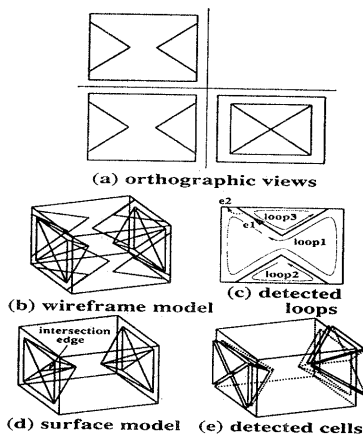 (a) orthographic views
e2
e1
loop3
loop1
loop2
(b) wireframe model
(c) detected
loops
intersection
edge
(d) surface model
(e) detected cells